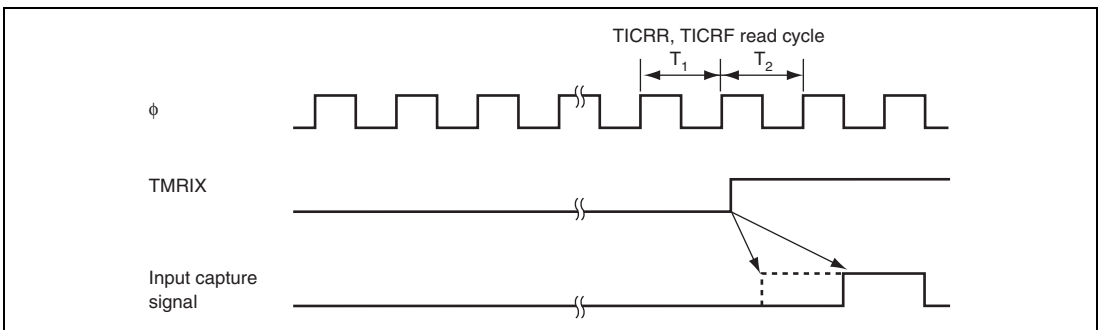 TICRR, TICRF read cycle
T1 T2
ϕ
TMRIX
Input capture
signal